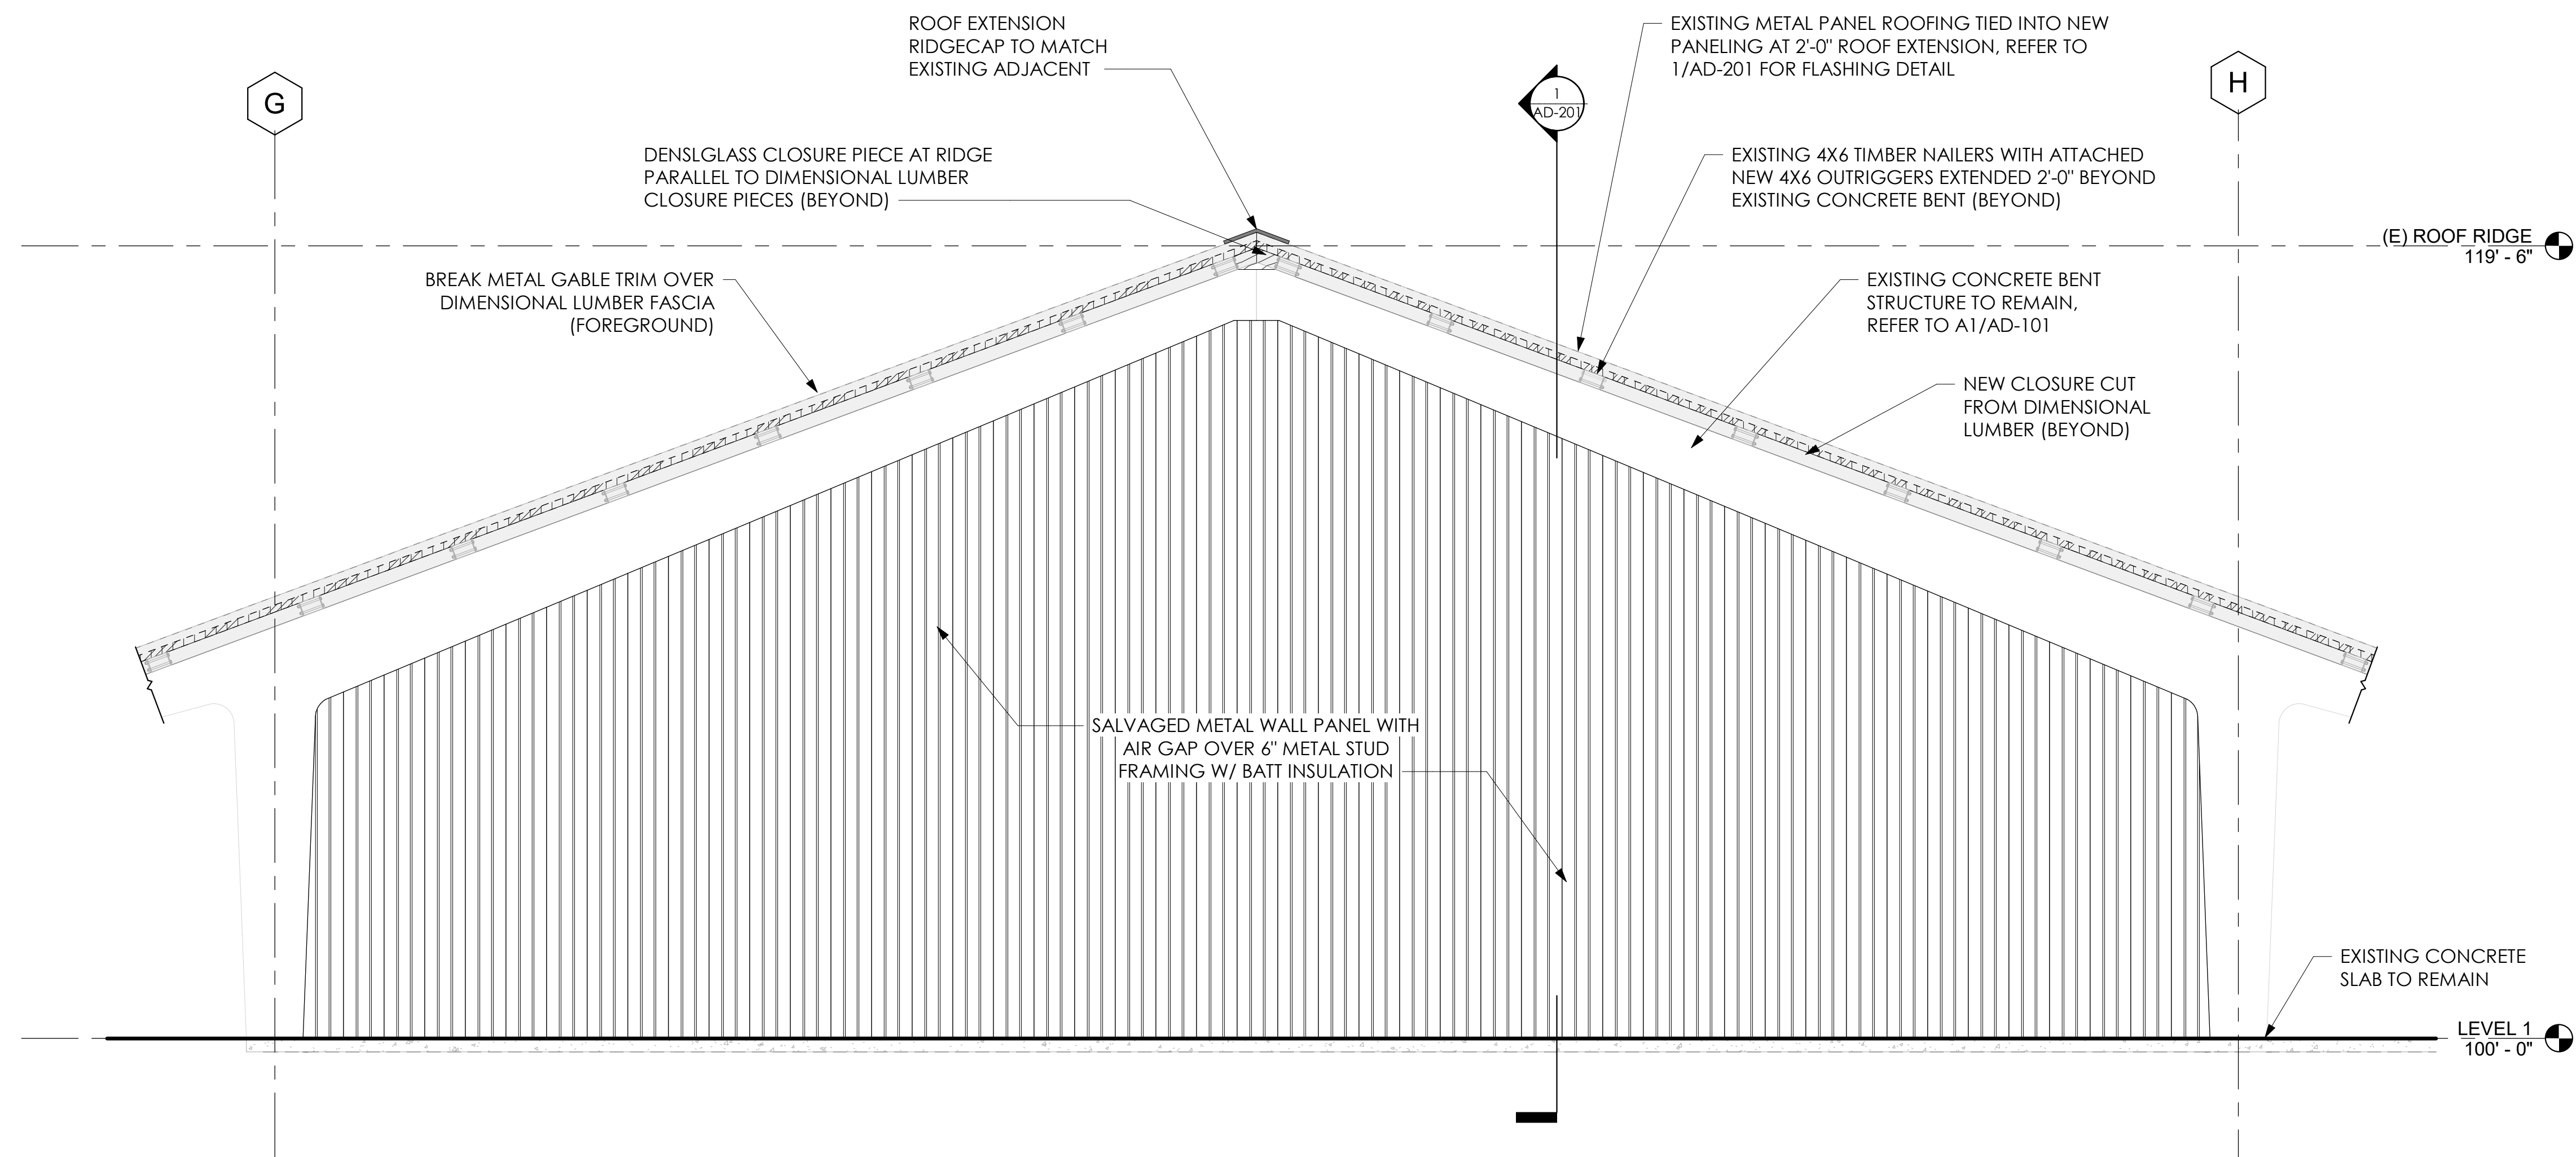 ROOF EXTENSION
RIDGECAP TO MATCH
EXISTING ADJACENT
EXISTING METAL PANEL ROOFING TIED INTO NEW
PANELING AT 2'-0" ROOF EXTENSION, REFER TO
1/AD-201 FOR FLASHING DETAIL
G
1
AD-201
H
DENSLGLASS CLOSURE PIECE AT RIDGE
PARALLEL TO DIMENSIONAL LUMBER
CLOSURE PIECES (BEYOND)
EXISTING 4X6 TIMBER NAILERS WITH ATTACHED
NEW 4X6 OUTRIGGERS EXTENDED 2'-0" BEYOND
EXISTING CONCRETE BENT (BEYOND)
(E) ROOF RIDGE
119' - 6"
BREAK METAL GABLE TRIM OVER
DIMENSIONAL LUMBER FASCIA
(FOREGROUND)
EXISTING CONCRETE BENT
STRUCTURE TO REMAIN,
REFER TO A1/AD-101
NEW CLOSURE CUT
FROM DIMENSIONAL
LUMBER (BEYOND)
SALVAGED METAL WALL PANEL WITH
AIR GAP OVER 6" METAL STUD
FRAMING W/ BATT INSULATION
EXISTING CONCRETE
SLAB TO REMAIN
LEVEL 1
100' - 0"